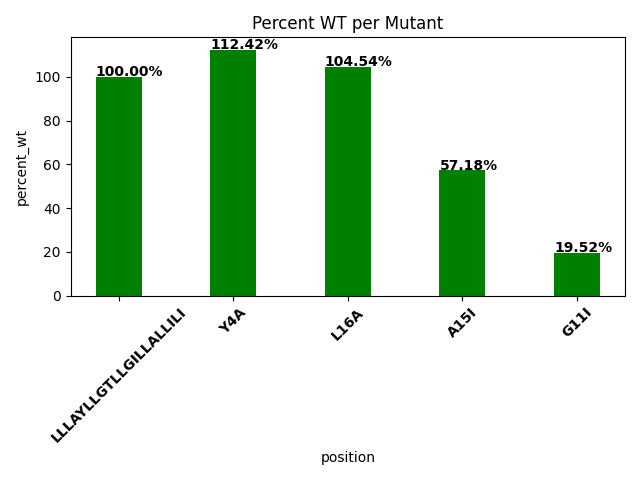 Percent WT per Mutant
percent_wt
100
80
60
40
20
0
100.00%
112.42%
104.54%
57.18%
19.52%
LLLAYLLGTLLGILLALLILI
Y4A
L16A
A15I
G11I
position